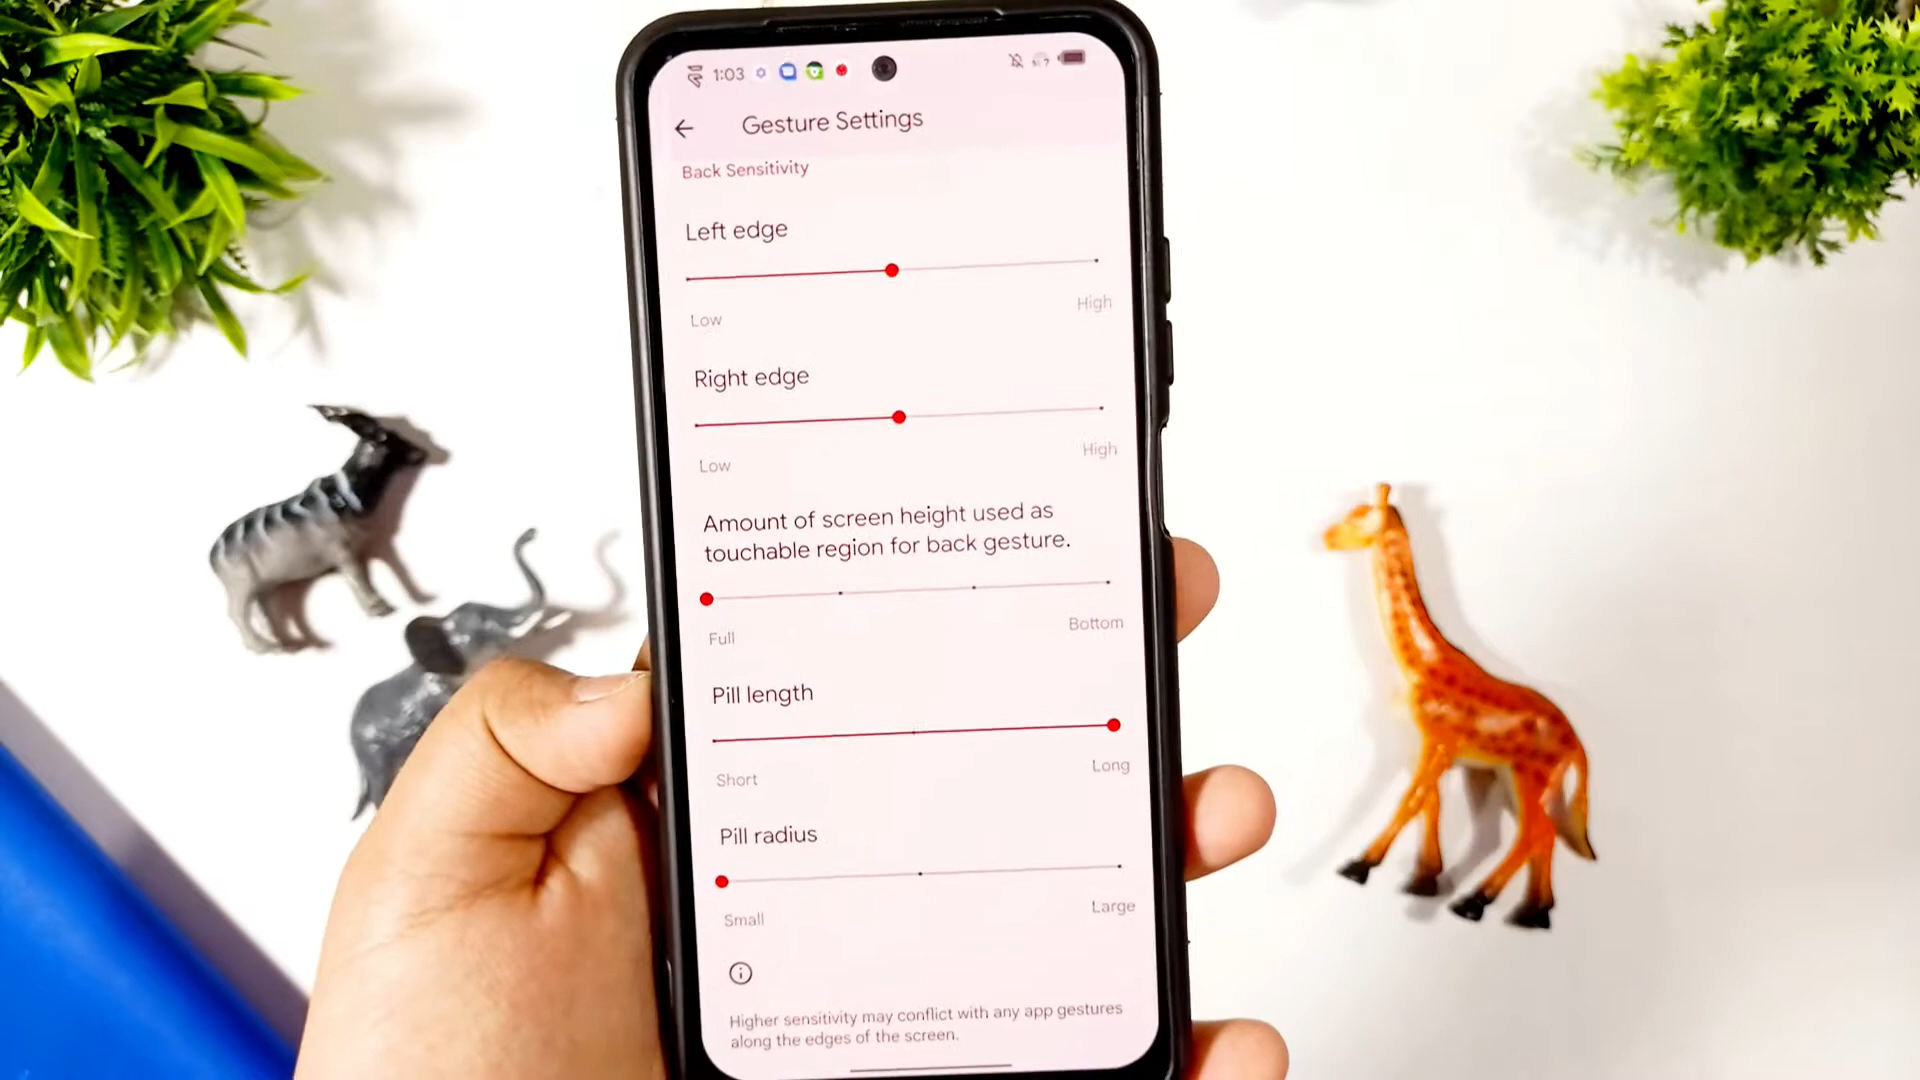 1:03
Gesture Settings
Back Sensitivity
Left edge
Low High
Right edge
Low High
Amount of screen height used as
touchable region for back gesture.
Full Bottom
Pill length
Short Long
Pill radius
Small Large
Higher sensitivity may conflict with any app gestures
along the edges of the screen.